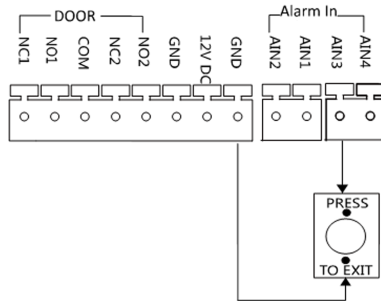 DOOR
Alarm In
NC1 NO1 COM NC2 NO2 GND 12V DC GND AIN2 AIN1 AIN3 AIN4
PRESS
TO EXIT